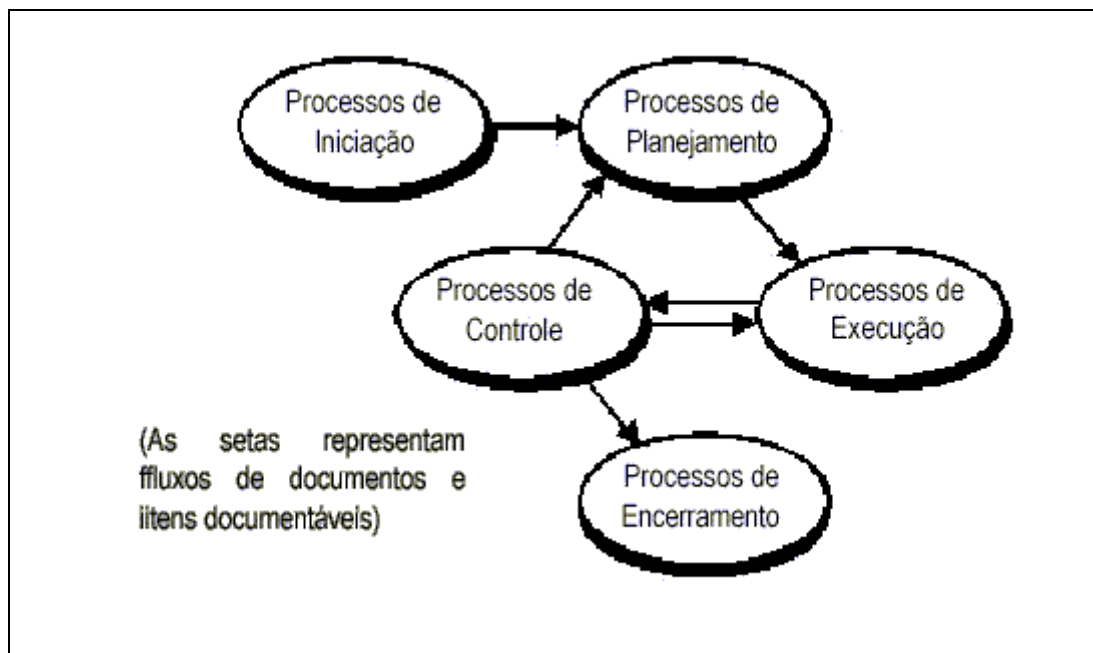 Processos de
Iniciação
Processos de
Planejamento
Processos de
Controle
Processos de
Execução
(As setas representam
ffluxos de documentos e
iitens documentáveis)
Processos de
Encerramento